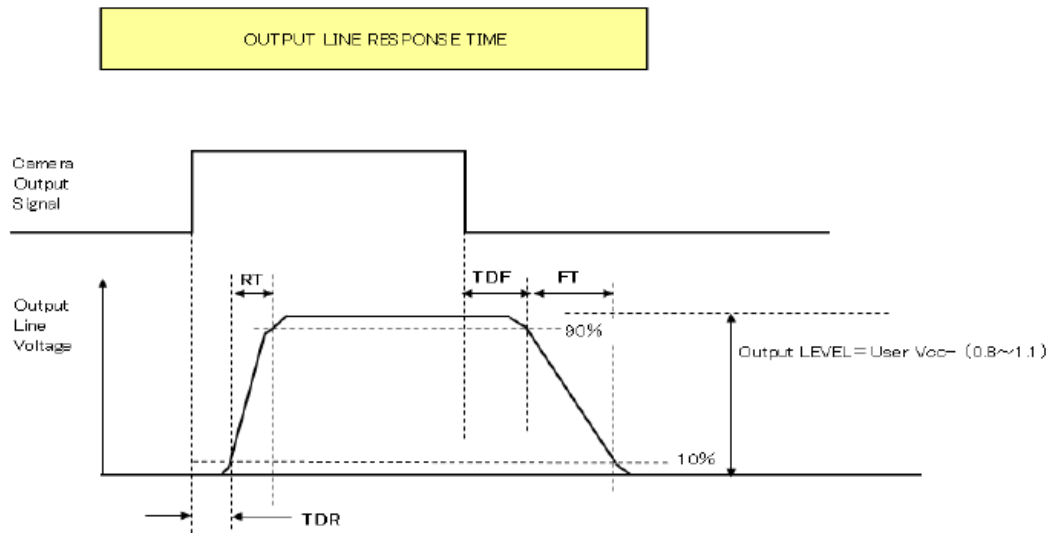 OUTPUT LINE RESPONSE TIME
Camera
Output
Signal
RT
TDF
FT
Output
Line
Voltage
90%
Output LEVEL=User Vcc- (0.8~1.1)
10%
TDR